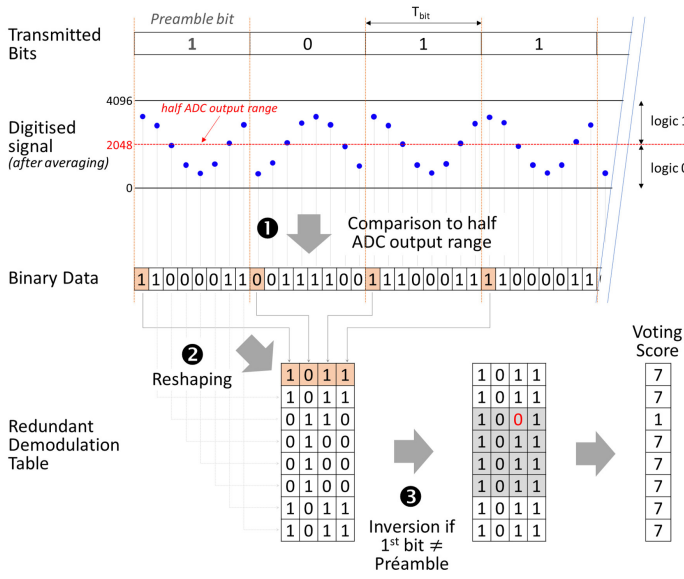 Preamble bit
T_bit
Transmitted
Bits
1 0 1 1
4096
half ADC output range
Digitised
signal
(after averaging)
2048
0
logic 1
logic 0
1
Comparison to half
ADC output range
Binary Data
1 1 0 0 0 0 1 1 0 0 1 1 1 1 0 0 1 1 1 0 0 0 1 1 1 1 0 0 0 0 1 1
2
Reshaping
Redundant
Demodulation
Table
1 0 1 1
1 0 1 1
0 1 1 0
0 1 0 0
0 1 0 0
0 1 0 0
1 0 1 1
1 0 1 1
3
Inversion if
1st bit ≠
Préamble
1 0 1 1
1 0 1 1
1 0 0 1
1 0 1 1
1 0 1 1
1 0 1 1
1 0 1 1
1 0 1 1
Voting
Score
7
7
1
7
7
7
7
7